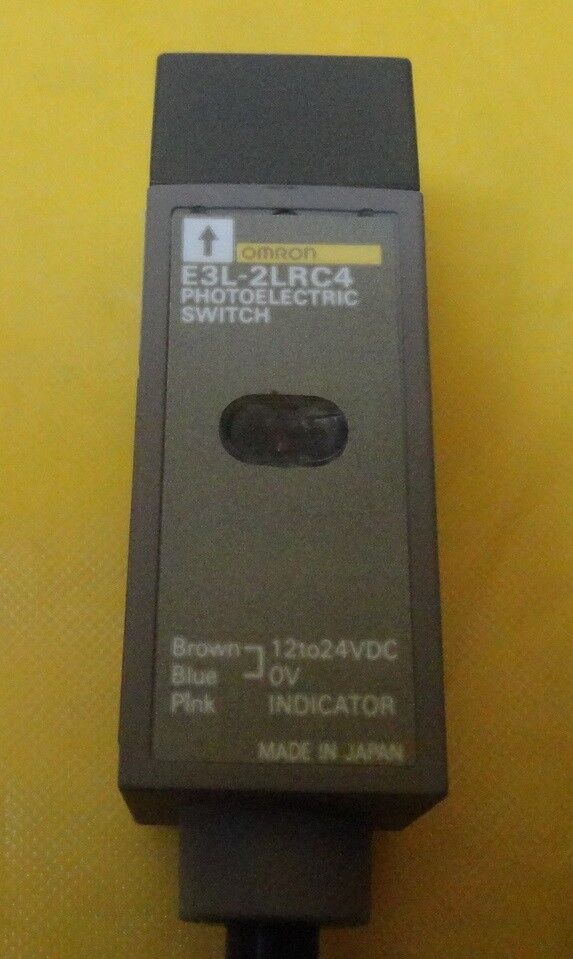 OMRON
E3L-2LRC4
PHOTOELECTRIC
SWITCH
Brown 12to24VDC
Blue 0V
Pink INDICATOR
MADE IN JAPAN